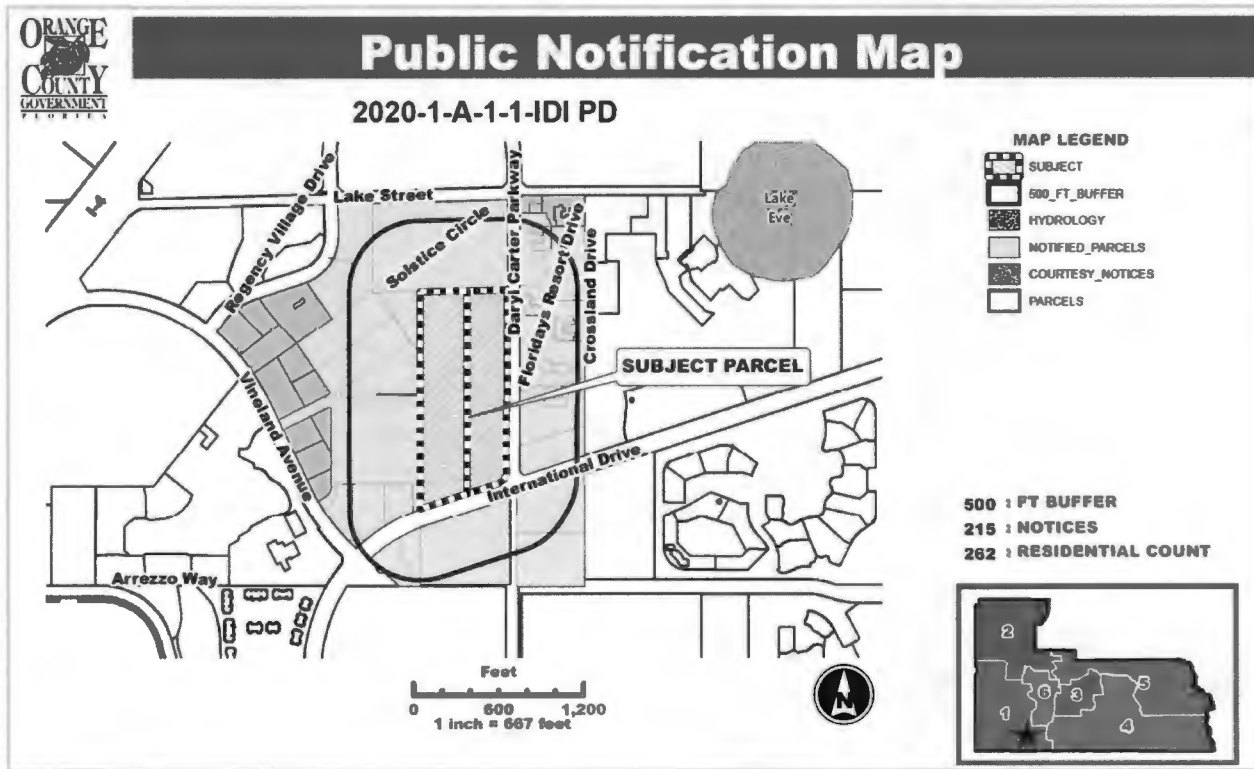 ORANGE
COUNTY
GOVERNMENT
FLORIDA
Public Notification Map
2020-1-A-1-1-IDI PD
I-4
Regency Village Drive
Lake Street
Solstice Circle
Daryl Carter Parkway
Floridays Resort Drive
Crossland Drive
Lake
Eve
SUBJECT PARCEL
Vineland Avenue
International Drive
Arrezzo Way
MAP LEGEND
SUBJECT
500_FT_BUFFER
HYDROLOGY
NOTIFIED_PARCELS
COURTESY_NOTICES
PARCELS
500 : FT BUFFER
215 : NOTICES
262 : RESIDENTIAL COUNT
Feet
0 600 1,200
1 inch = 667 feet
N
2
5
6
3
1
4